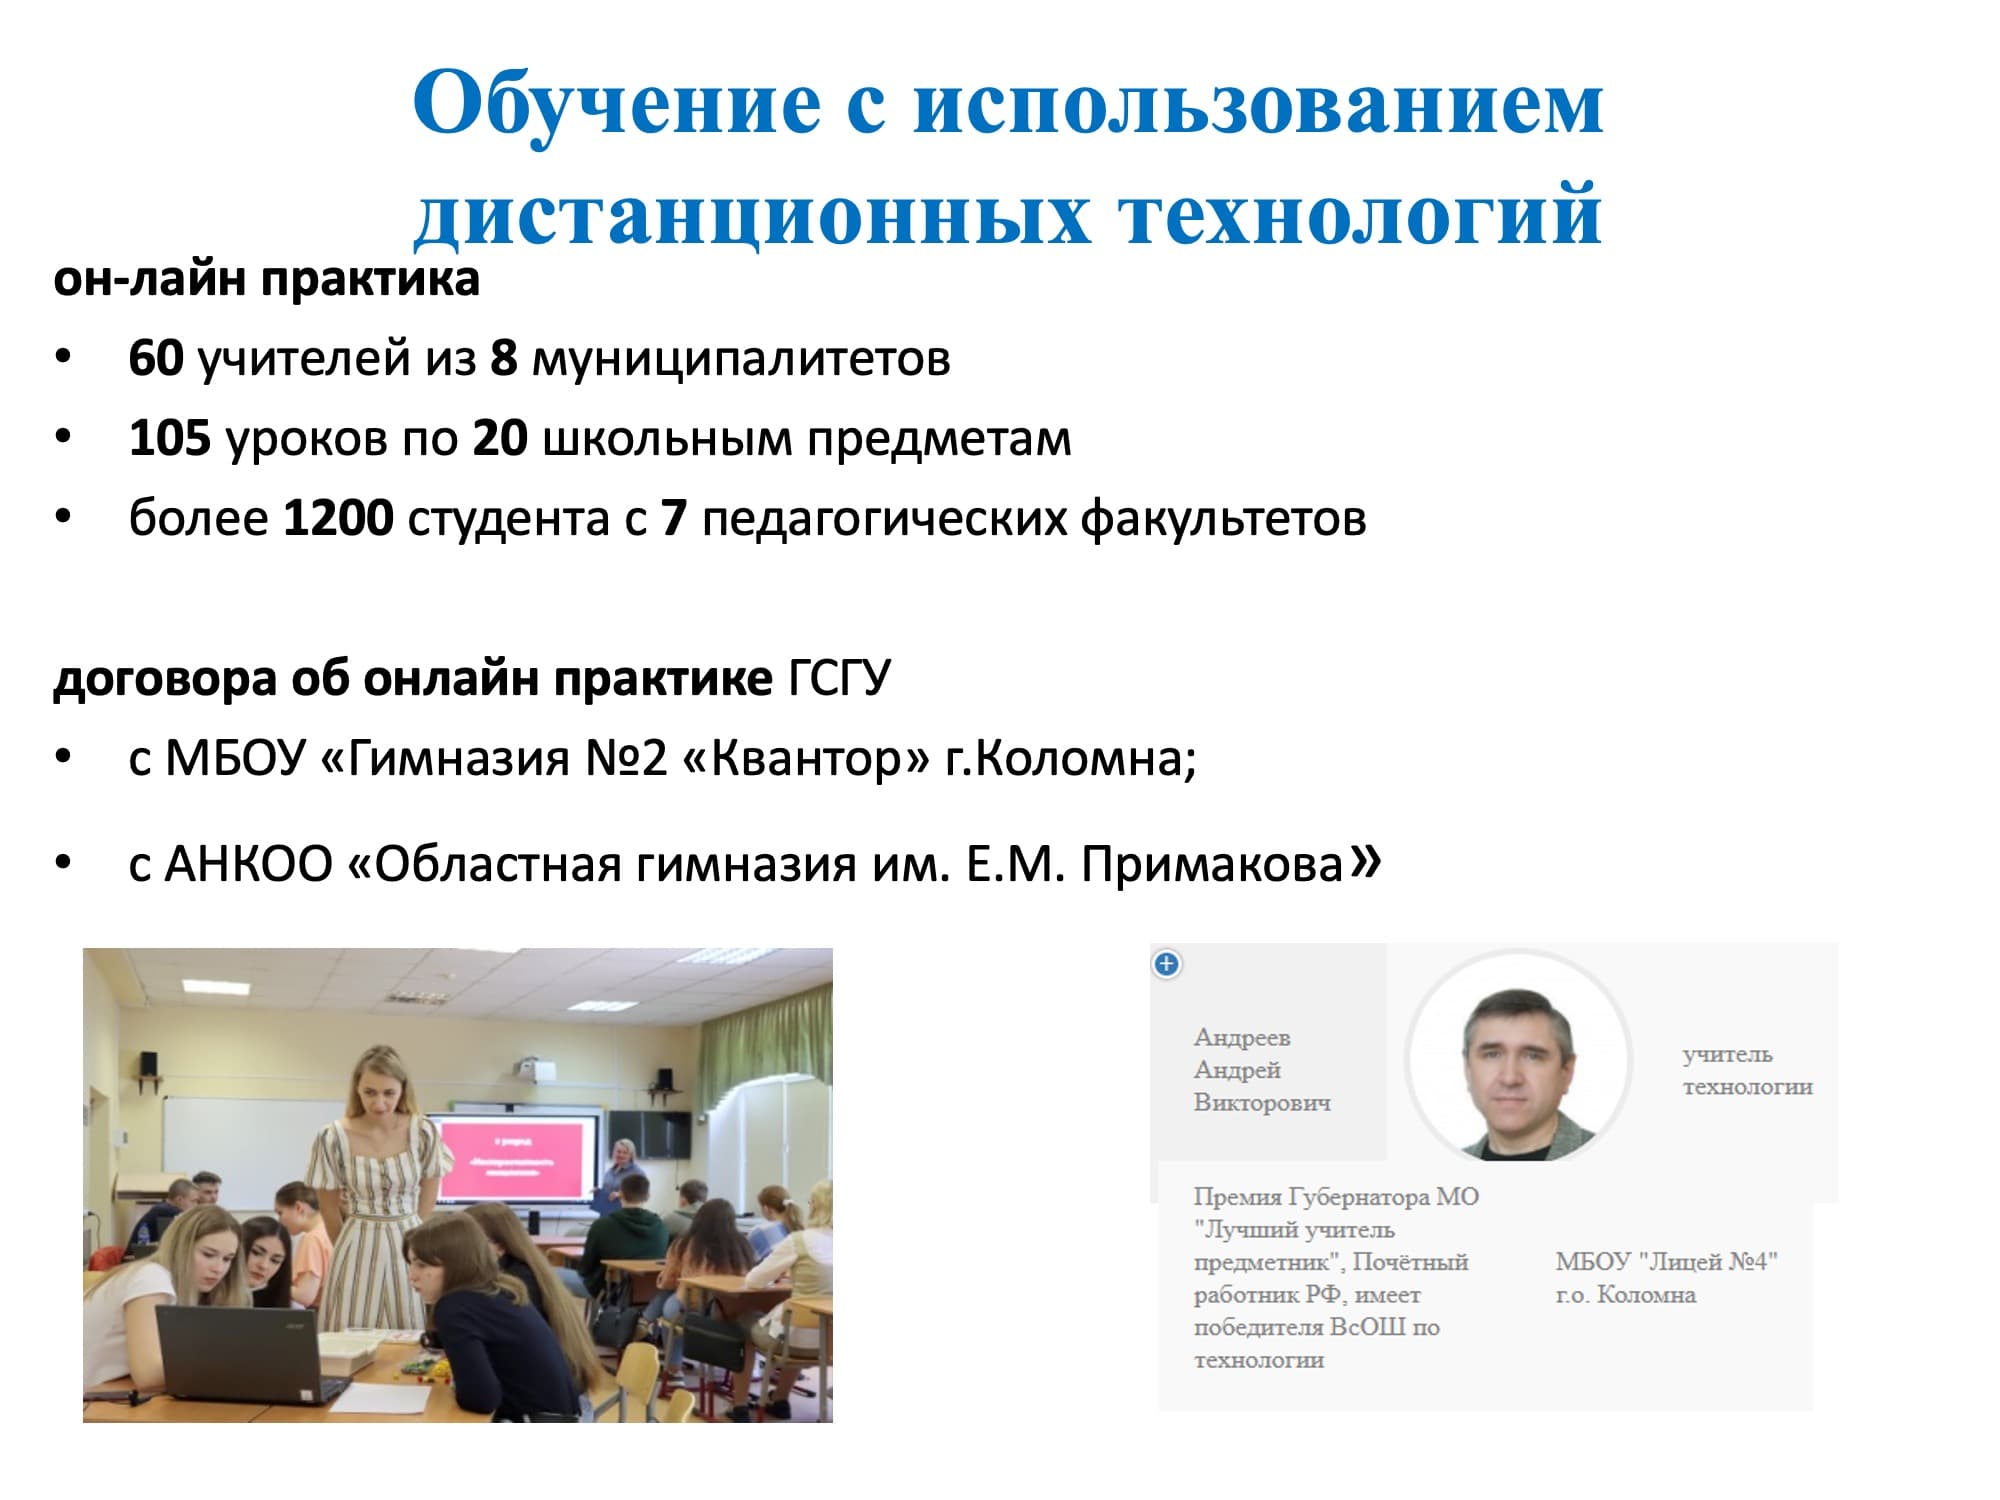 Обучение с использованием
дистанционных технологий
он-лайн практика
• 60 учителей из 8 муниципалитетов
• 105 уроков по 20 школьным предметам
• более 1200 студента с 7 педагогических факультетов
договора об онлайн практике ГСГУ
• с МБОУ «Гимназия №2 «Квантор» г.Коломна;
• с АНКОО «Областная гимназия им. Е.М. Примакова»
Андреев
Андрей
Викторович
учитель
технологии
Премия Губернатора МО
"Лучший учитель
предметник", Почётный
работник РФ, имеет
победителя ВсОШ по
технологии
МБОУ "Лицей №4"
г.о. Коломна
acer